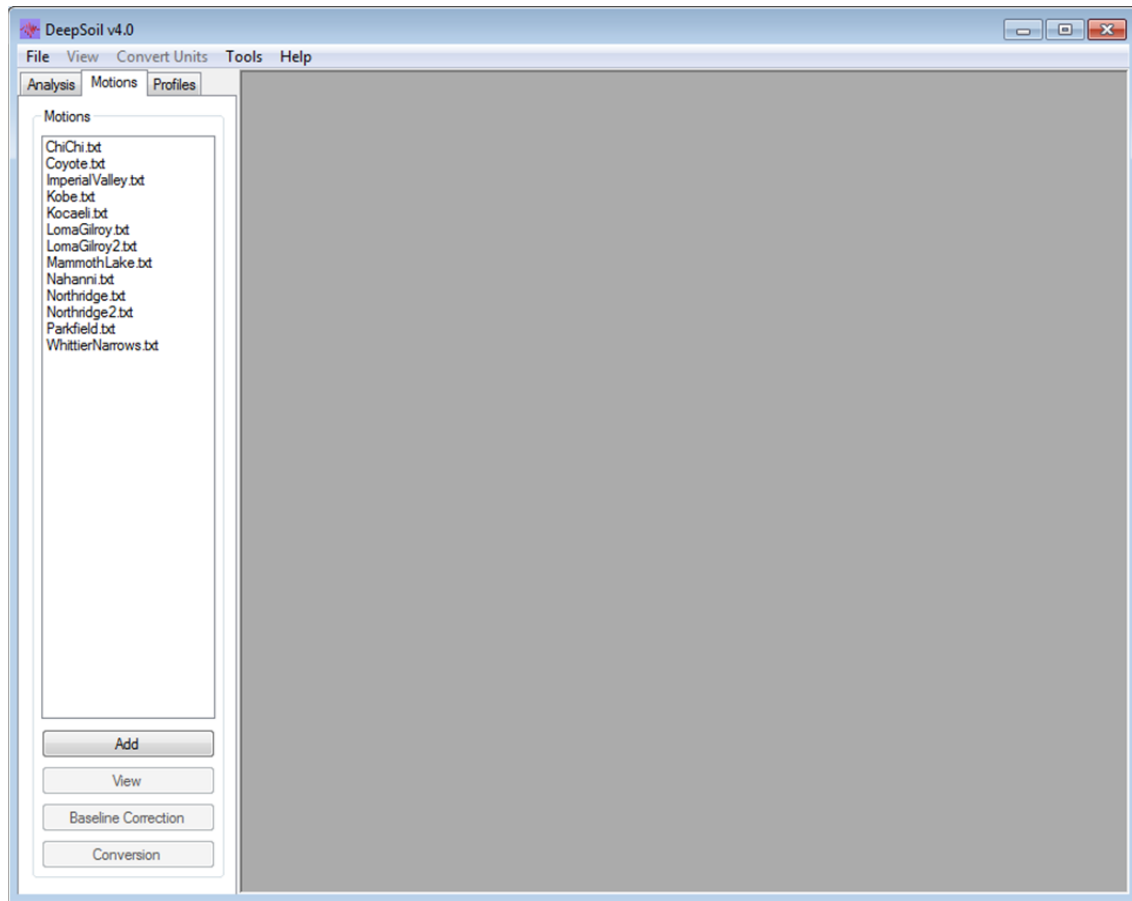 DeepSoil v4.0
File View Convert Units Tools Help
Analysis Motions Profiles
Motions
ChiChi.txt
Coyote.txt
ImperialValley.txt
Kobe.txt
Kocaeli.txt
LomaGilroy.txt
LomaGilroy2.txt
MammothLake.txt
Nahanni.txt
Northridge.txt
Northridge2.txt
Parkfield.txt
WhittierNarrows.txt
Add
View
Baseline Correction
Conversion